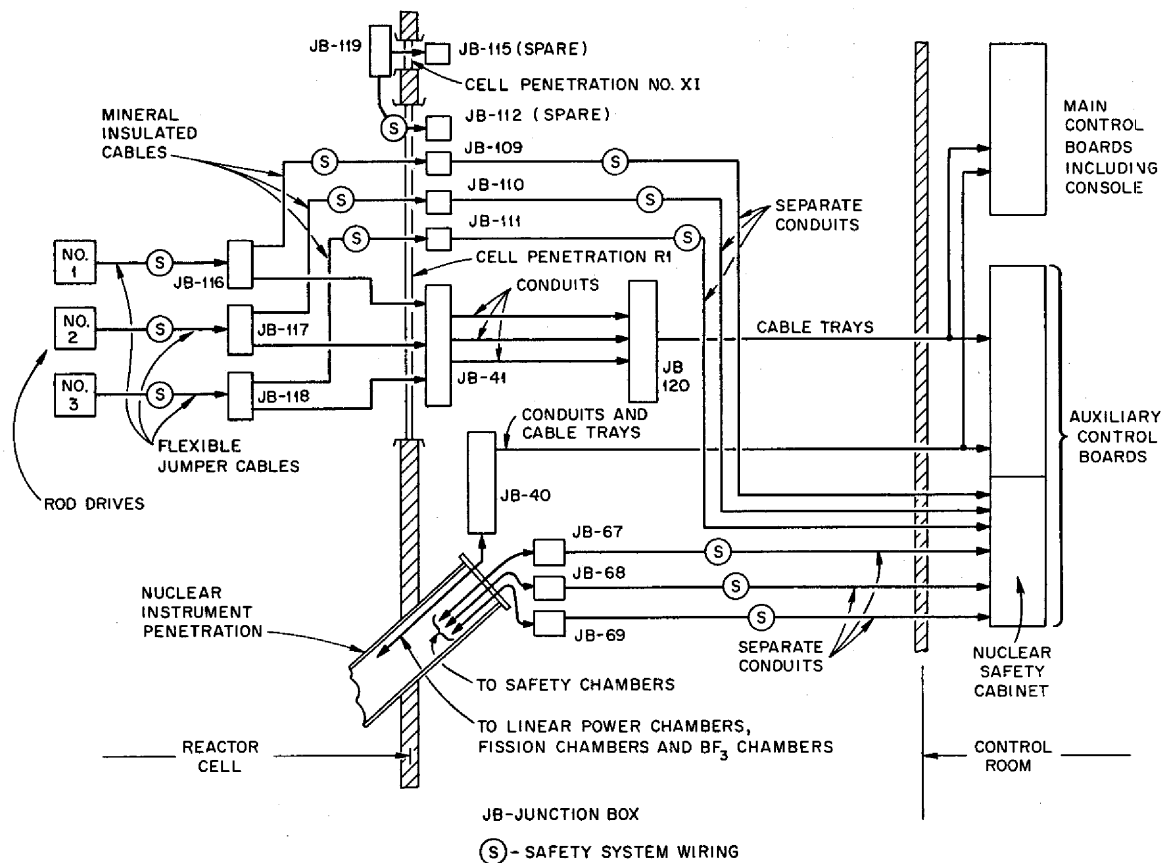 JB-119
JB-115 (SPARE)
CELL PENETRATION NO. XI
MINERAL
INSULATED
CABLES
S
JB-112 (SPARE)
JB-109
S
S
JB-110
S
S
JB-111
S
S
SEPARATE
CONDUITS
MAIN
CONTROL
BOARDS
INCLUDING
CONSOLE
NO.
1
S
JB-116
CELL PENETRATION R1
CONDUITS
NO.
2
S
JB-117
NO.
3
S
JB-118
JB-41
JB
120
CABLE TRAYS
FLEXIBLE
JUMPER CABLES
ROD DRIVES
CONDUITS AND
CABLE TRAYS
JB-40
AUXILIARY
CONTROL
BOARDS
JB-67
S
JB-68
S
JB-69
S
NUCLEAR
INSTRUMENT
PENETRATION
SEPARATE
CONDUITS
NUCLEAR
SAFETY
CABINET
TO SAFETY CHAMBERS
TO LINEAR POWER CHAMBERS,
FISSION CHAMBERS AND BF3 CHAMBERS
REACTOR
CELL
CONTROL
ROOM
JB-JUNCTION BOX
S - SAFETY SYSTEM WIRING